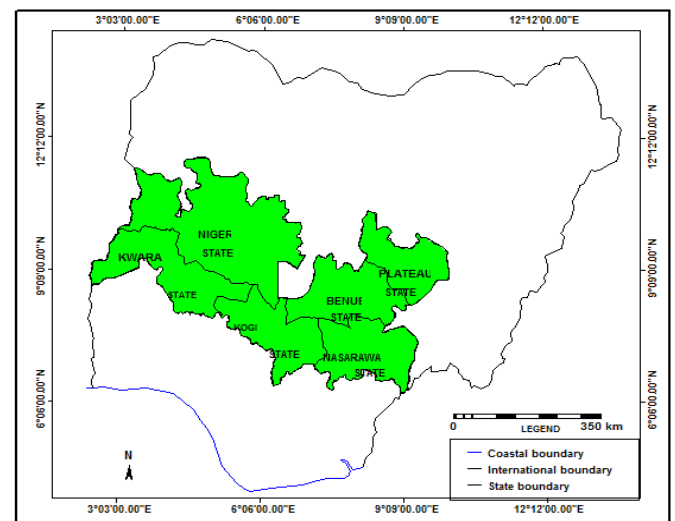 3°03'00.00"E 6°06'00.00"E 9°09'00.00"E 12°12'00.00"E
12°12'00.00"N
12°12'00.00"N
9°09'00.00"N
9°09'00.00"N
6°06'00.00"N
6°06'00.00"N
NIGER
STATE
KWARA
STATE
PLATEAU
STATE
BENUE
STATE
KOGI
STATE
NASARAWA
STATE
0 350 km
LEGEND
Coastal boundary
International boundary
State boundary
N
3°03'00.00"E 6°06'00.00"E 9°09'00.00"E 12°12'00.00"E